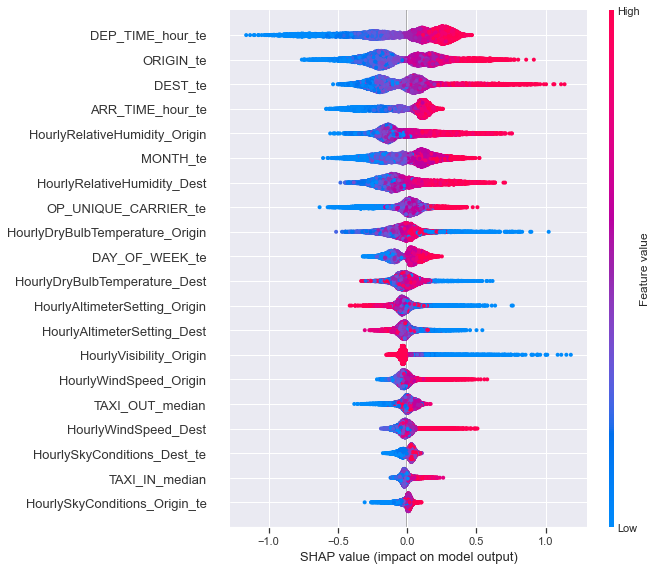 DEP_TIME_hour_te
ORIGIN_te
DEST_te
ARR_TIME_hour_te
HourlyRelativeHumidity_Origin
MONTH_te
HourlyRelativeHumidity_Dest
OP_UNIQUE_CARRIER_te
HourlyDryBulbTemperature_Origin
DAY_OF_WEEK_te
HourlyDryBulbTemperature_Dest
HourlyAltimeterSetting_Origin
HourlyAltimeterSetting_Dest
HourlyVisibility_Origin
HourlyWindSpeed_Origin
TAXI_OUT_median
HourlyWindSpeed_Dest
HourlySkyConditions_Dest_te
TAXI_IN_median
HourlySkyConditions_Origin_te
−1.0 −0.5 0.0 0.5 1.0
SHAP value (impact on model output)
High
Feature value
Low